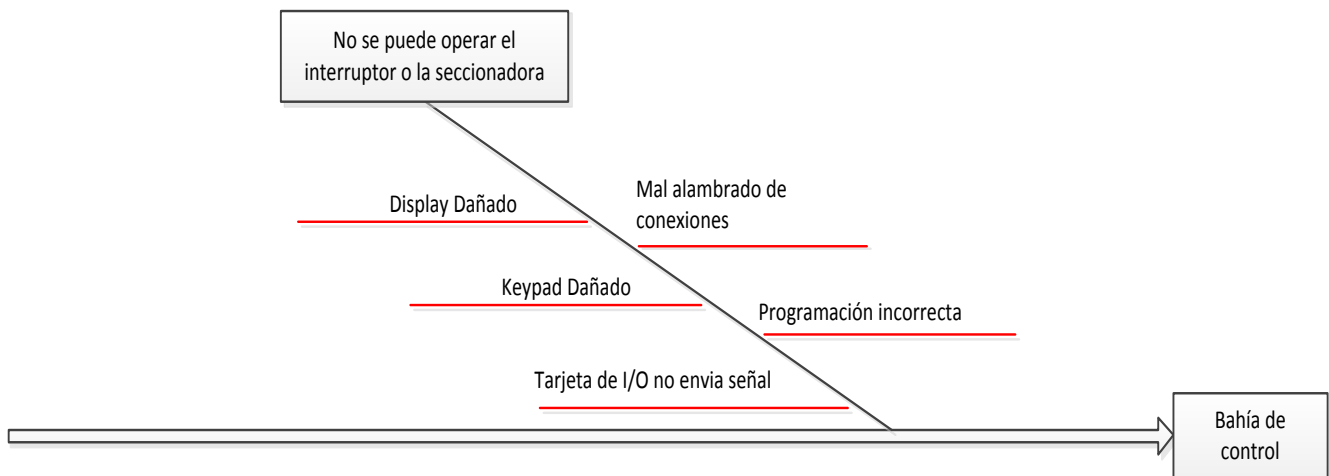 No se puede operar el
interruptor o la seccionadora
Display Dañado
Mal alambrado de
conexiones
Keypad Dañado
Programación incorrecta
Tarjeta de I/O no envia señal
Bahía de
control